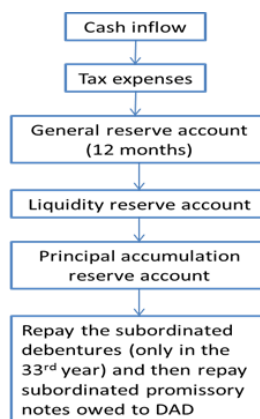 Cash inflow
Tax expenses
General reserve account
(12 months)
Liquidity reserve account
Principal accumulation
reserve account
Repay the subordinated
debentures (only in the
33rd year) and then repay
subordinated promissory
notes owed to DAD